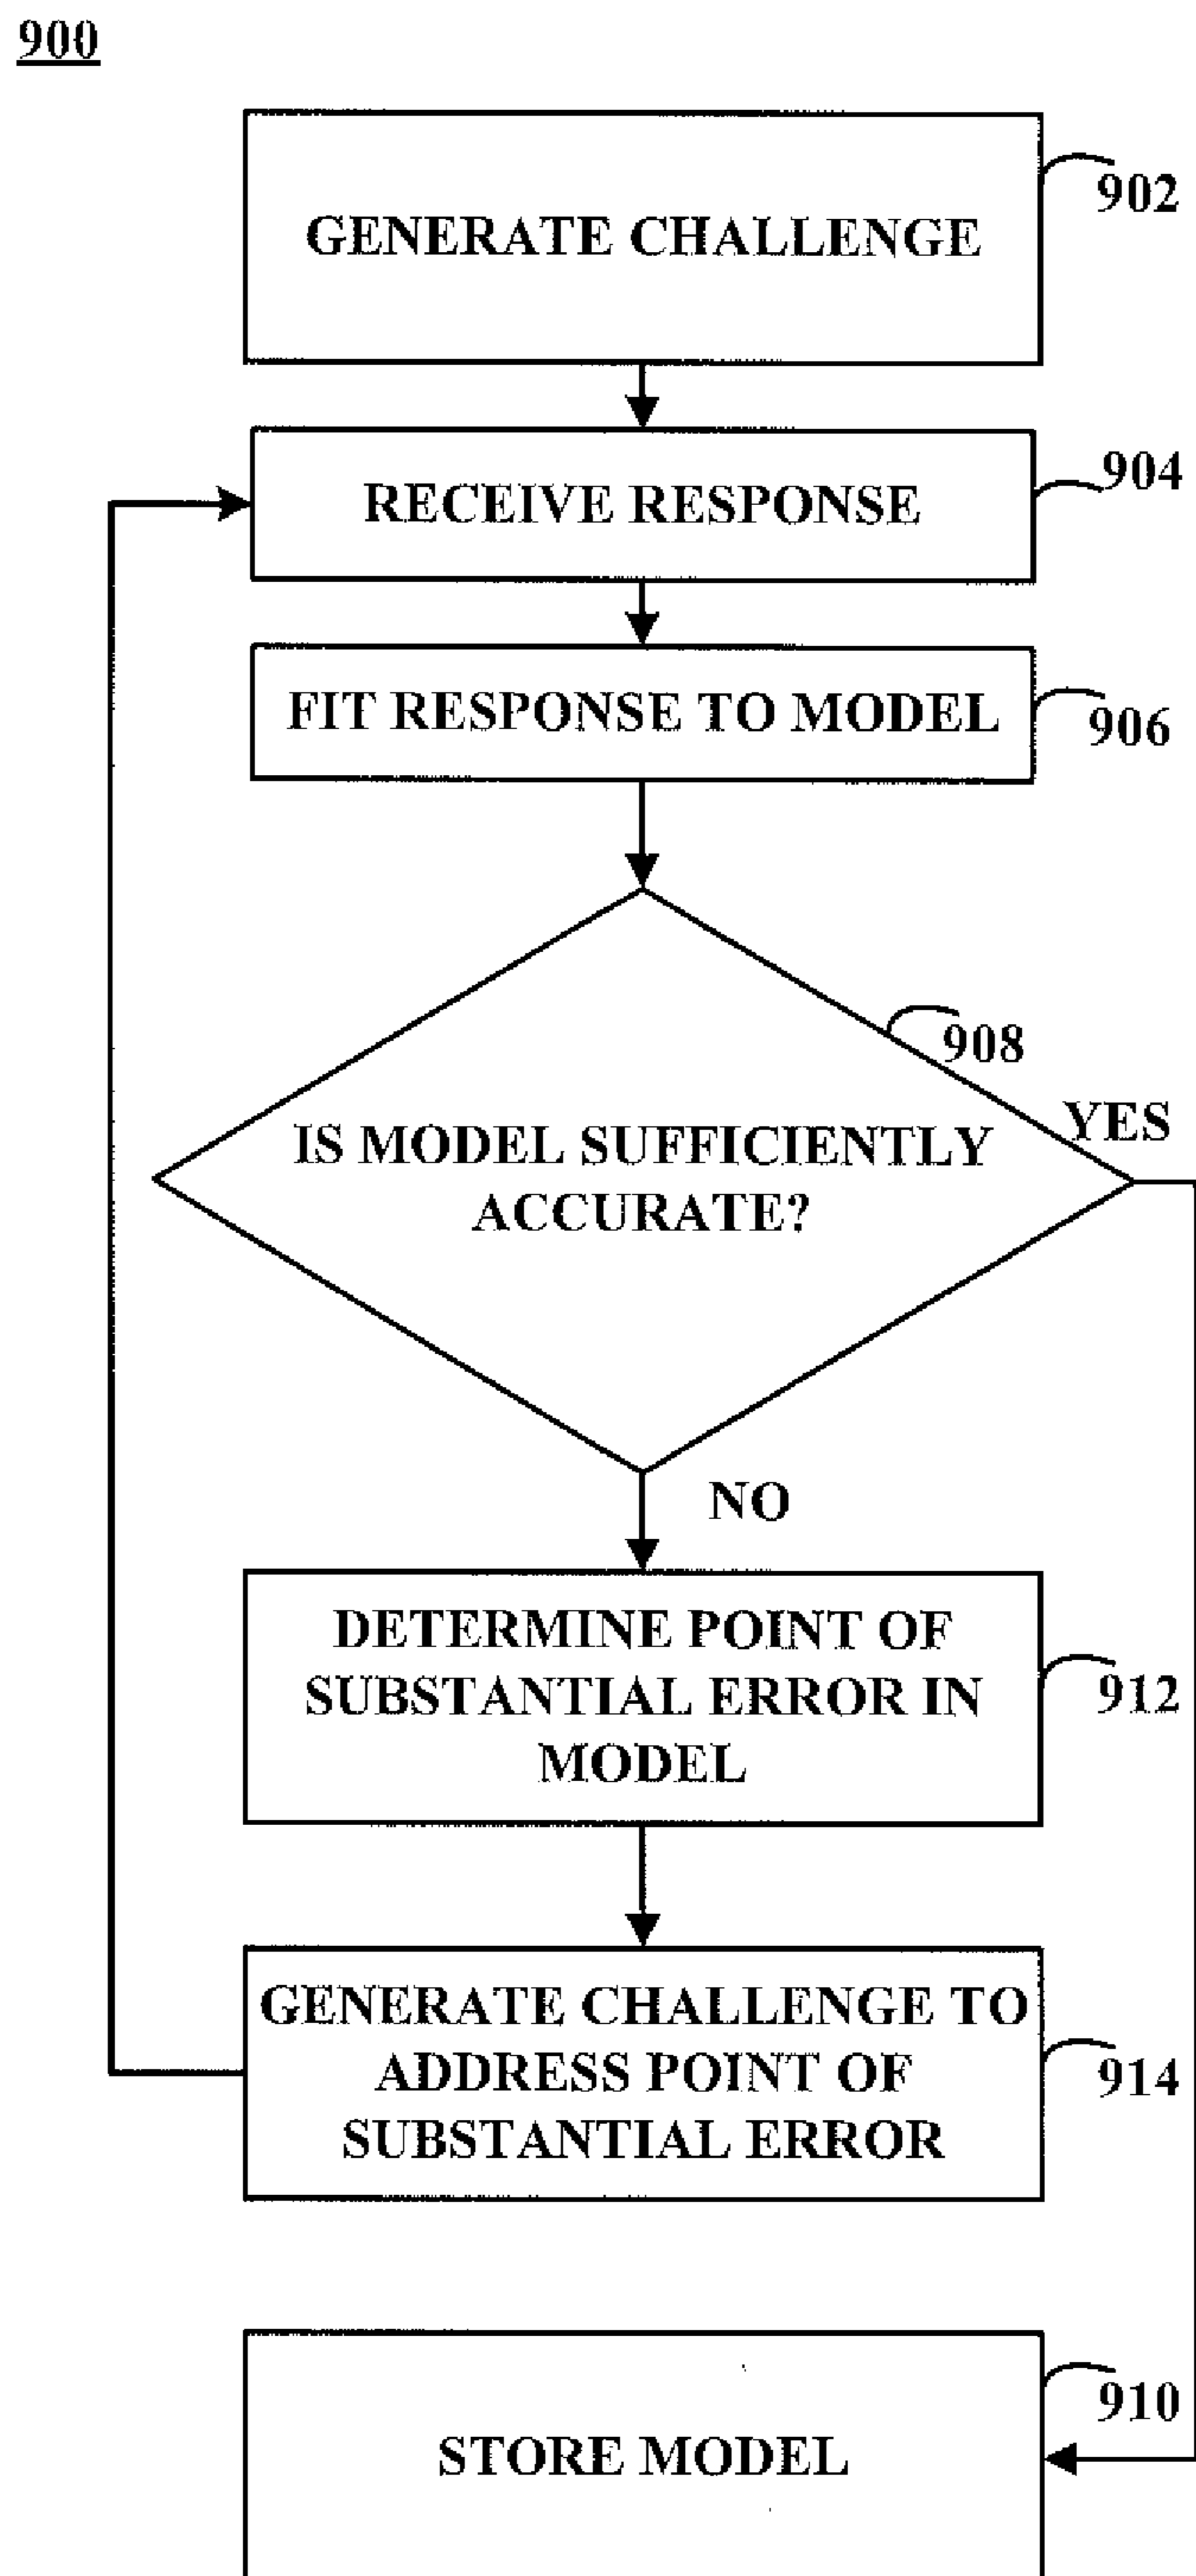 900
GENERATE CHALLENGE
902
RECEIVE RESPONSE
904
FIT RESPONSE TO MODEL
906
908
IS MODEL SUFFICIENTLY
ACCURATE?
YES
NO
DETERMINE POINT OF
SUBSTANTIAL ERROR IN
MODEL
912
GENERATE CHALLENGE TO
ADDRESS POINT OF
SUBSTANTIAL ERROR
914
STORE MODEL
910